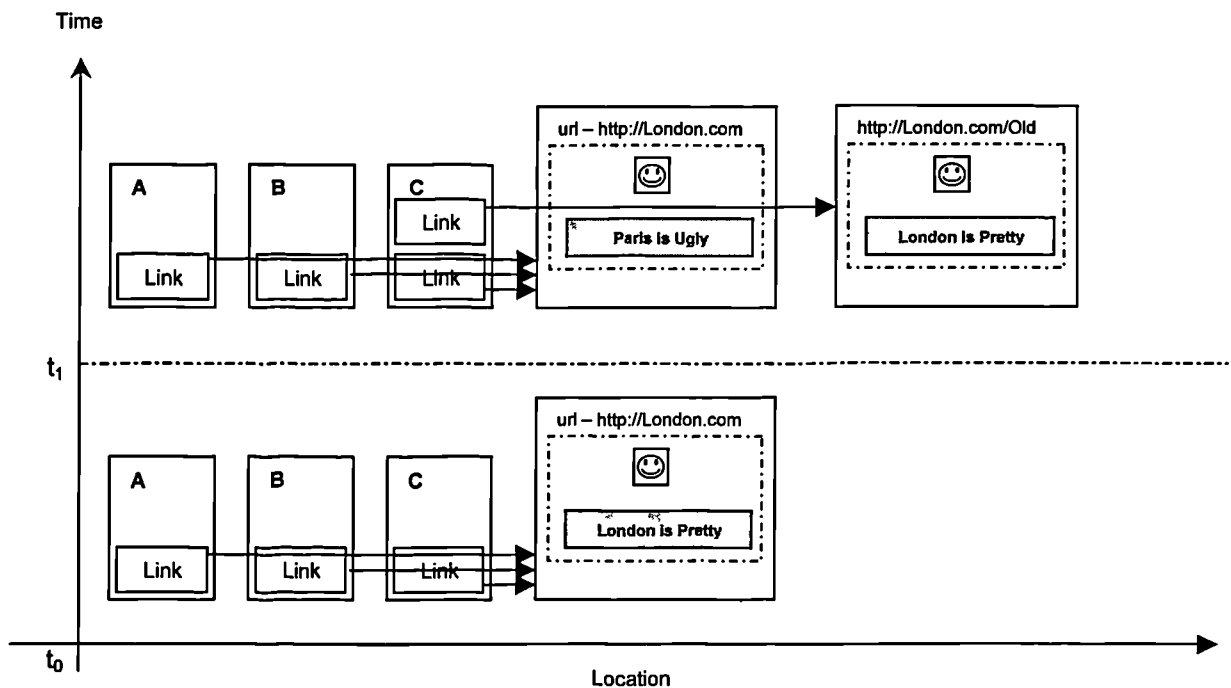 Time
url – http://London.com
http://London.com/Old
A
B
C
Link
Paris is Ugly
London is Pretty
Link
Link
Link
t1
url – http://London.com
A
B
C
London is Pretty
Link
Link
Link
t0
Location